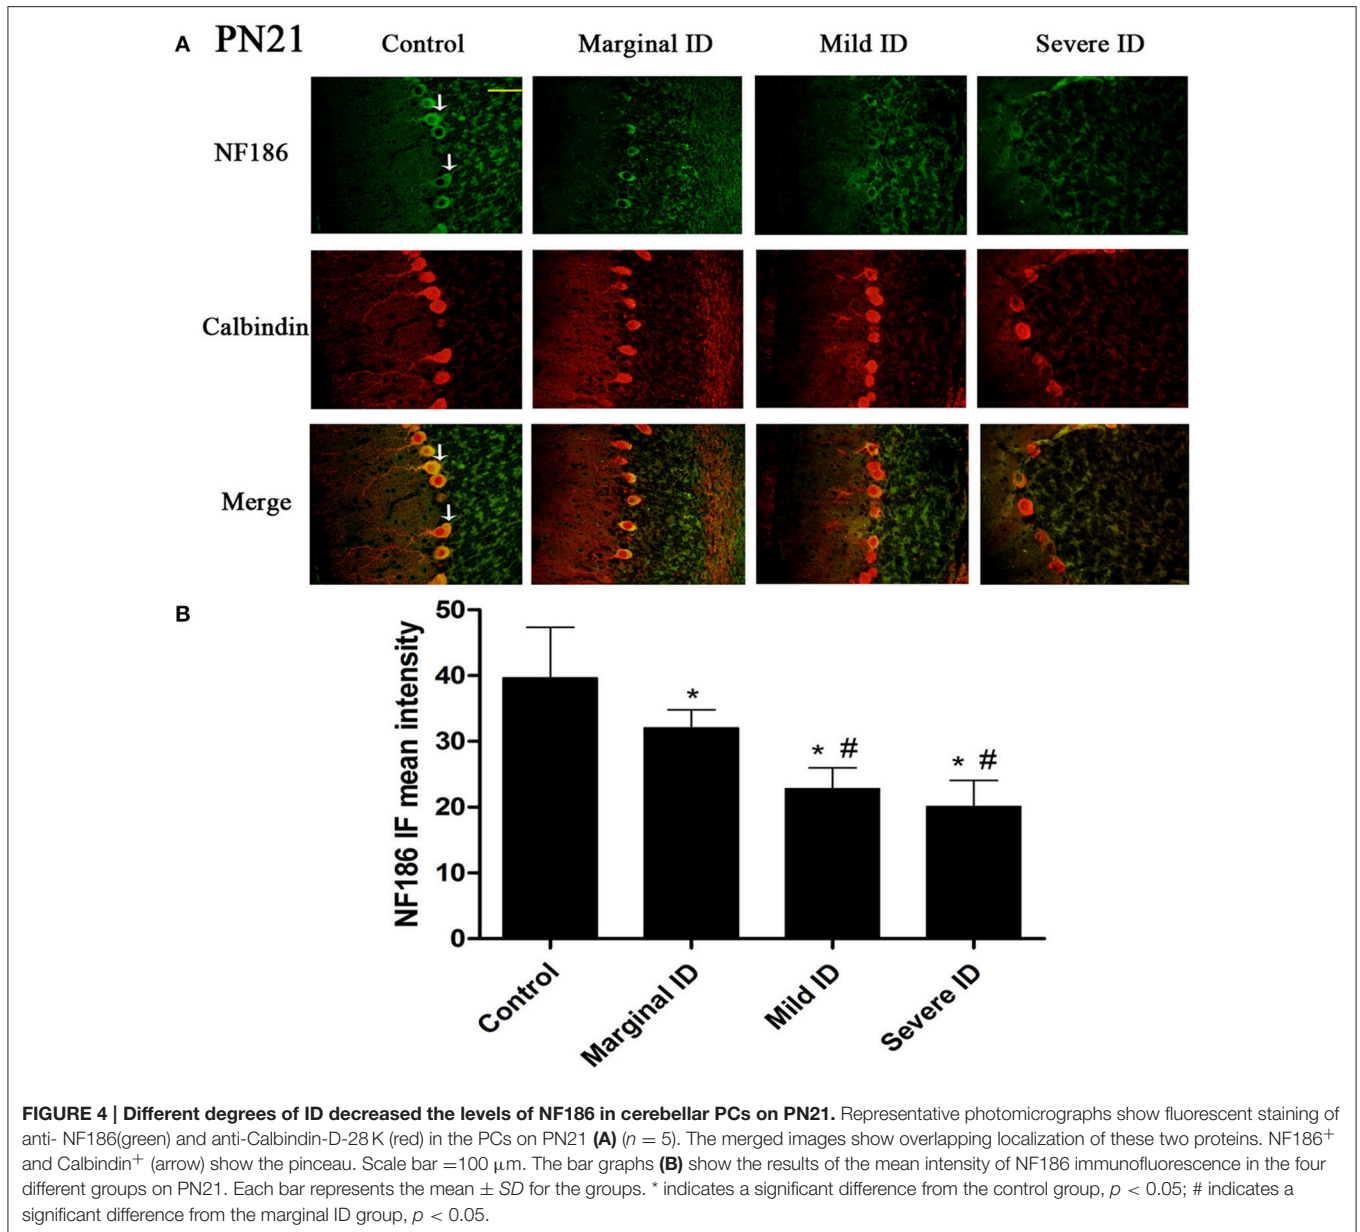 A PN21 Control Marginal ID Mild ID Severe ID
NF186
Calbindin
Merge
B
NF186 IF mean intensity
50
40
30
20
10
0
*
* #
* #
Control
Marginal ID
Mild ID
Severe ID
FIGURE 4 | Different degrees of ID decreased the levels of NF186 in cerebellar PCs on PN21. Representative photomicrographs show fluorescent staining of
anti- NF186(green) and anti-Calbindin-D-28 K (red) in the PCs on PN21 (A) (n = 5). The merged images show overlapping localization of these two proteins. NF186+
and Calbindin+ (arrow) show the pinceau. Scale bar =100 μm. The bar graphs (B) show the results of the mean intensity of NF186 immunofluorescence in the four
different groups on PN21. Each bar represents the mean ± SD for the groups. * indicates a significant difference from the control group, p < 0.05; # indicates a
significant difference from the marginal ID group, p < 0.05.